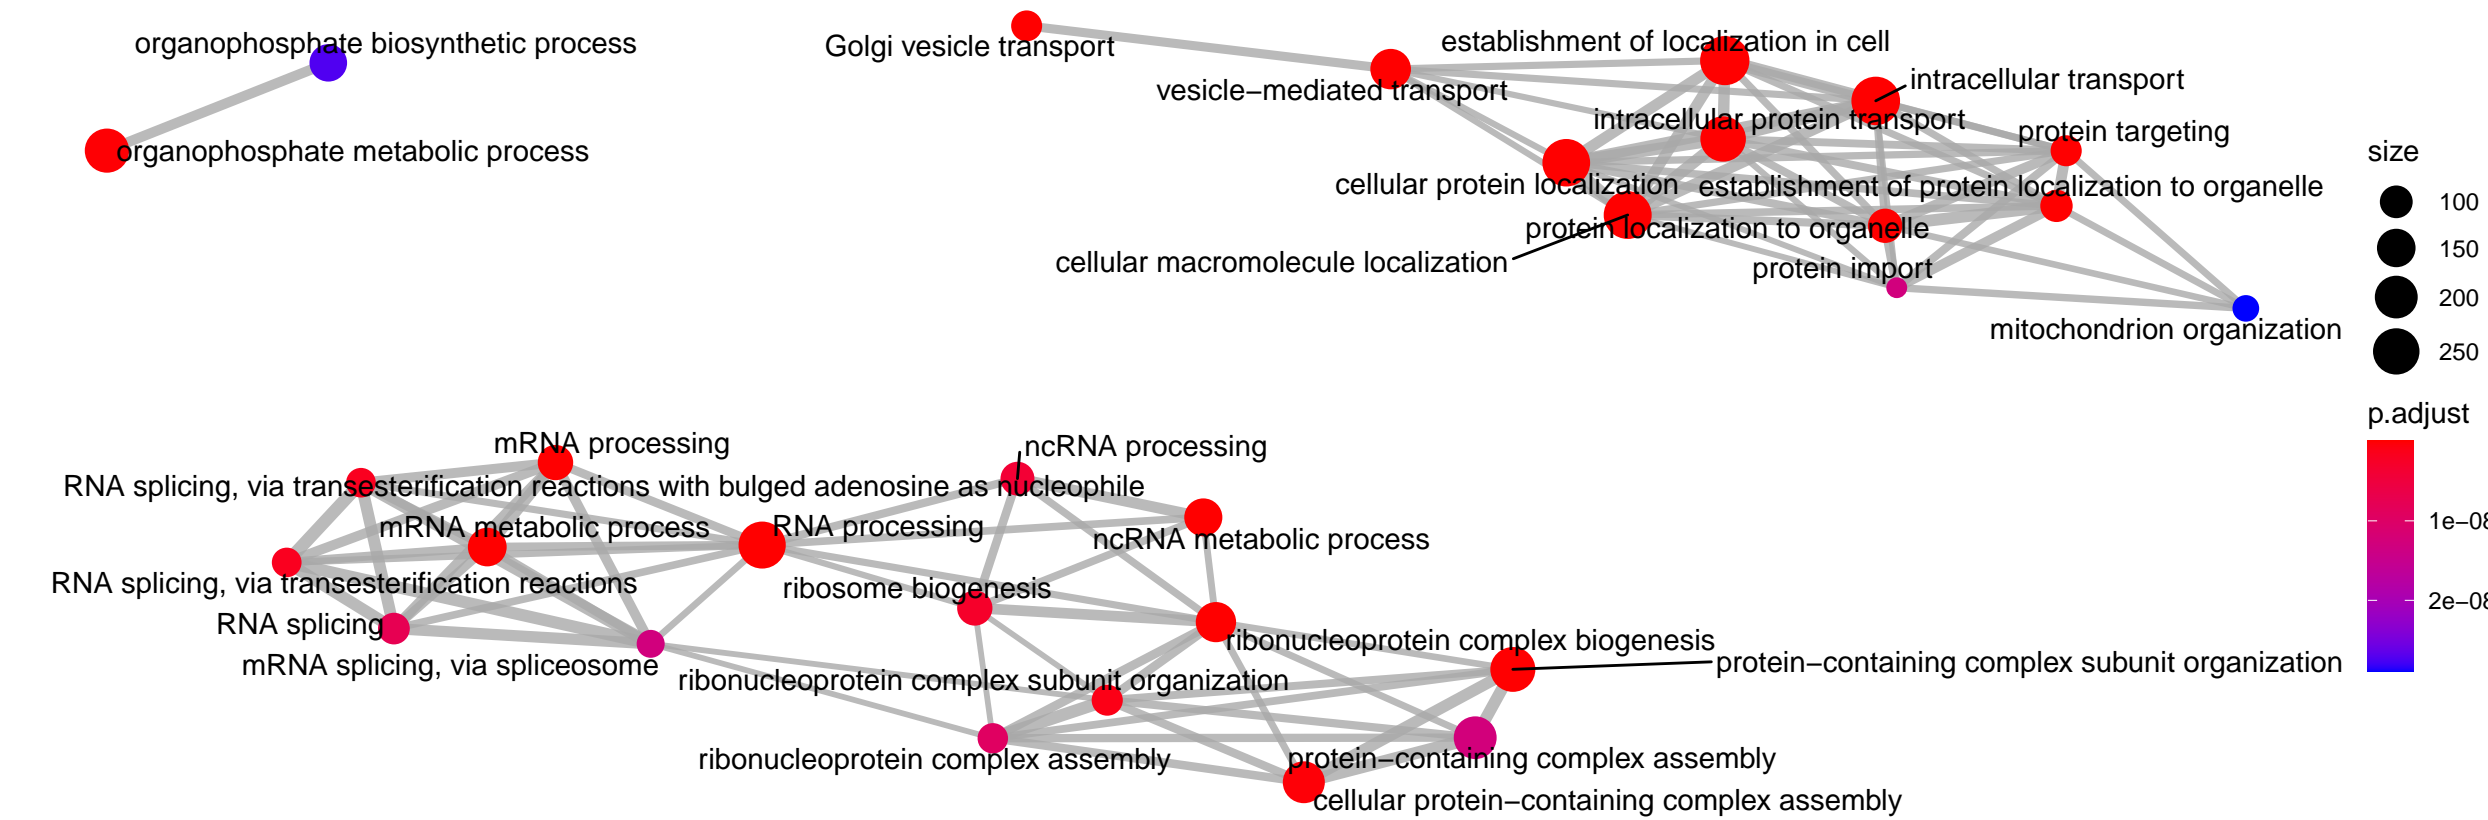 organophosphate biosynthetic process
organophosphate metabolic process
Golgi vesicle transport
establishment of localization in cell
vesicle−mediated transport
intracellular transport
intracellular protein transport
protein targeting
cellular protein localization
establishment of protein localization to organelle
protein localization to organelle
cellular macromolecule localization
protein import
mitochondrion organization
size
100
150
200
250
p.adjust
1e−08
2e−08
mRNA processing
ncRNA processing
RNA splicing, via transesterification reactions with bulged adenosine as nucleophile
mRNA metabolic process
RNA processing
ncRNA metabolic process
RNA splicing, via transesterification reactions
ribosome biogenesis
RNA splicing
ribonucleoprotein complex biogenesis
mRNA splicing, via spliceosome
protein−containing complex subunit organization
ribonucleoprotein complex subunit organization
ribonucleoprotein complex assembly
protein−containing complex assembly
cellular protein−containing complex assembly